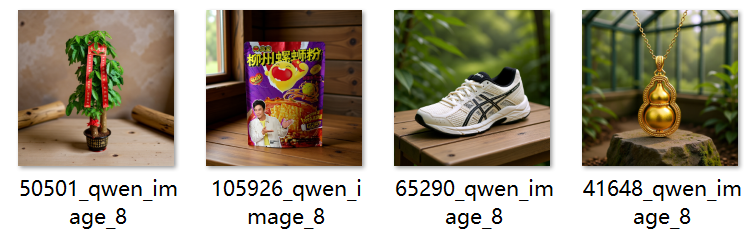 柳州螺蛳粉
50501_qwen_im
age_8
105926_qwen_i
mage_8
65290_qwen_im
age_8
41648_qwen_im
age_8